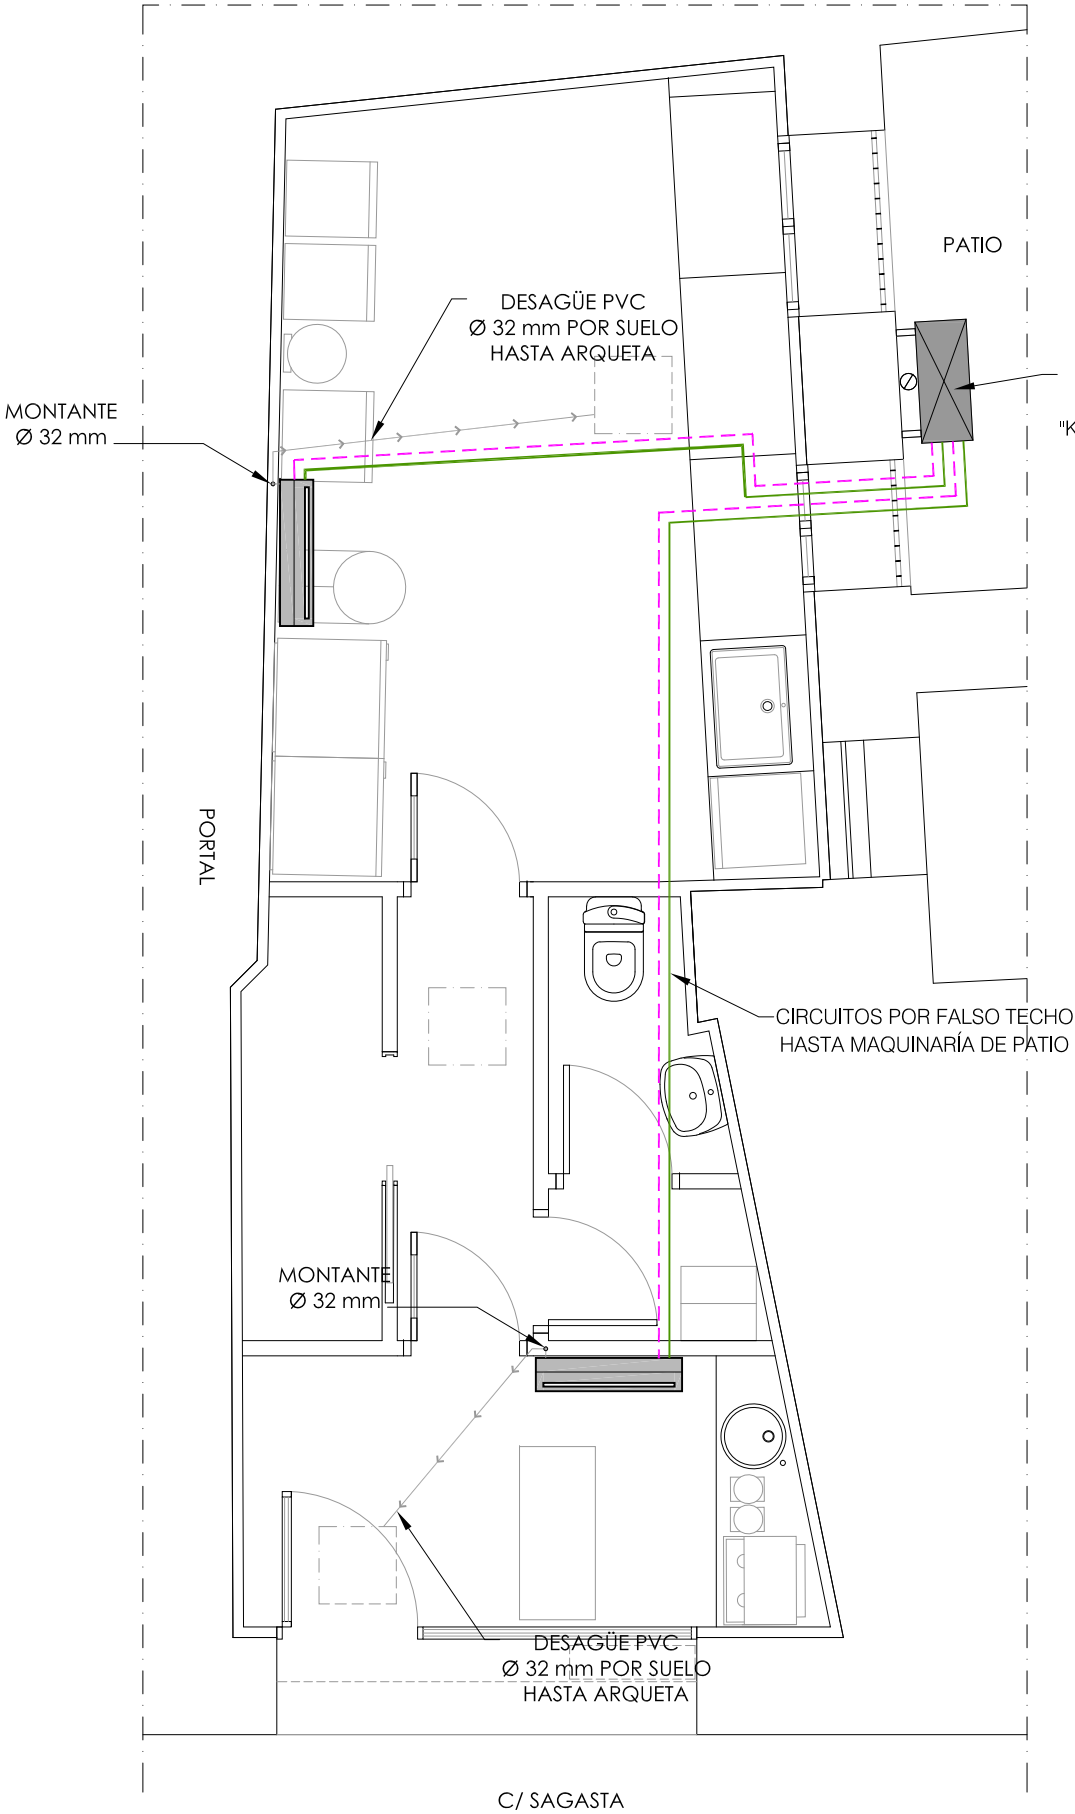 PATIO
DESAGÜE PVC
Ø 32 mm POR SUELO
HASTA ARQUETA
MONTANTE
Ø 32 mm
"K
PORTAL
CIRCUITOS POR FALSO TECHO
HASTA MAQUINARÍA DE PATIO
MONTANTE
Ø 32 mm
DESAGÜE PVC
Ø 32 mm POR SUELO
HASTA ARQUETA
C/ SAGASTA